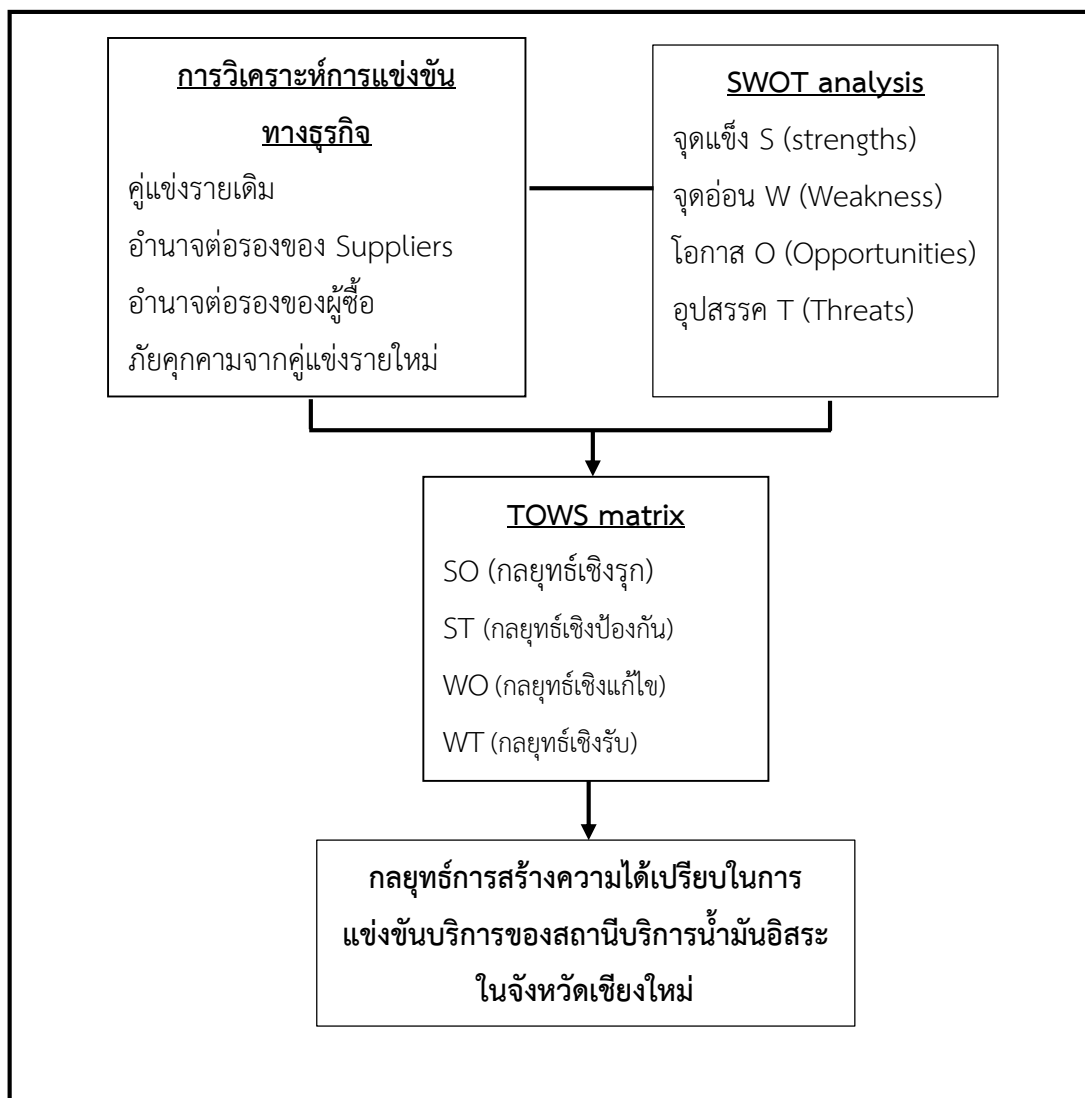 การวิเคราะห์การแข่งขัน
ทางธุรกิจ
คู่แข่งรายเดิม
อำนาจต่อรองของ Suppliers
อำนาจต่อรองของผู้ซื้อ
ภัยคุกคามจากคู่แข่งรายใหม่
SWOT analysis
จุดแข็ง S (strengths)
จุดอ่อน W (Weakness)
โอกาส O (Opportunities)
อุปสรรค T (Threats)
TOWS matrix
SO (กลยุทธ์เชิงรุก)
ST (กลยุทธ์เชิงป้องกัน)
WO (กลยุทธ์เชิงแก้ไข)
WT (กลยุทธ์เชิงรับ)
กลยุทธ์การสร้างความได้เปรียบในการ
แข่งขันบริการของสถานีบริการน้ำมันอิสระ
ในจังหวัดเชียงใหม่